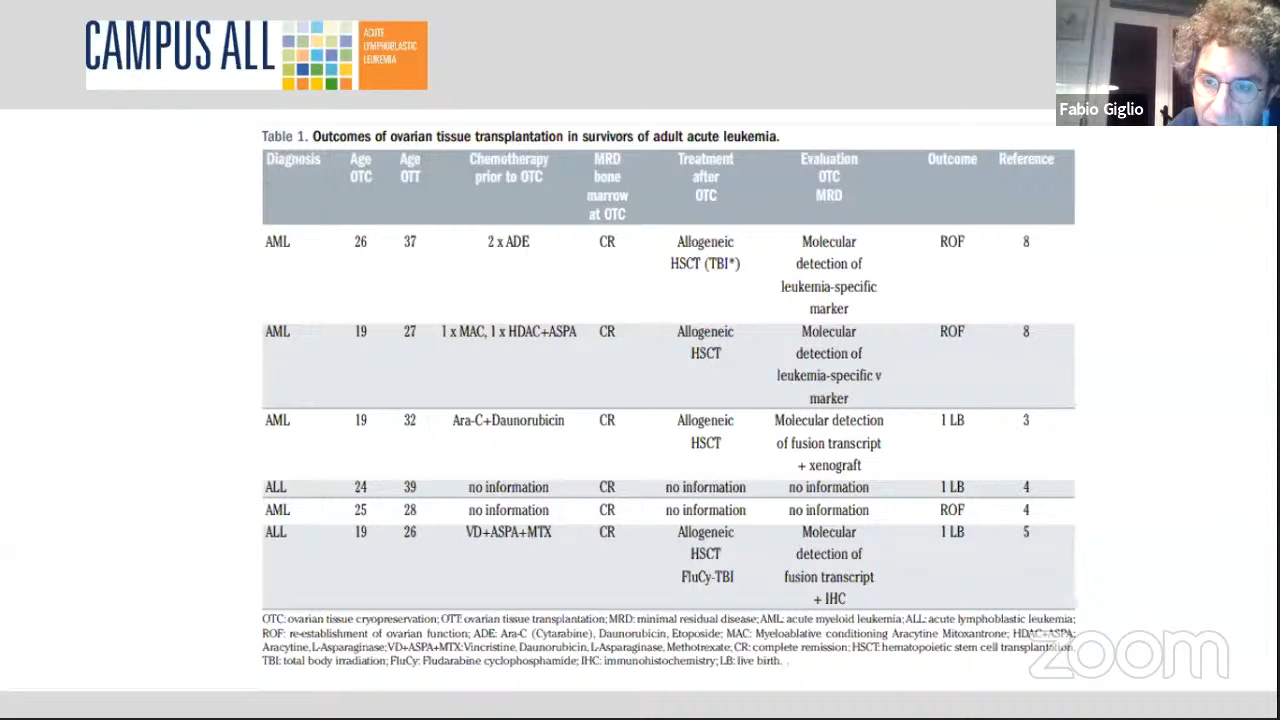 CAMPUS ALL
ACUTE
LYMPHOBLASTIC
LEUKEMIA
Fabio Giglio
Table 1. Outcomes of ovarian tissue transplantation in survivors of adult acute leukemia.
Diagnosis Age OTC Age OTT Chemotherapy prior to OTC MRD bone marrow at OTC Treatment after OTC Evaluation OTC MRD Outcome Reference
AML 26 37 2 x ADE CR Allogeneic HSCT (TBI*) Molecular detection of leukemia-specific marker ROF 8
AML 19 27 1 x MAC, 1 x HDAC+ASPA CR Allogeneic HSCT Molecular detection of leukemia-specific v marker ROF 8
AML 19 32 Ara-C+Daunorubicin CR Allogeneic HSCT Molecular detection of fusion transcript + xenograft 1 LB 3
ALL 24 39 no information CR no information no information 1 LB 4
AML 25 28 no information CR no information no information ROF 4
ALL 19 26 VD+ASPA+MTX CR Allogeneic HSCT FluCy-TBI Molecular detection of fusion transcript + IHC 1 LB 5
OTC: ovarian tissue cryopreservation; OTT: ovarian tissue transplantation; MRD: minimal residual disease; AML: acute myeloid leukemia; ALL: acute lymphoblastic leukemia;
ROF: re-establishment of ovarian function; ADE: Ara-C (Cytarabine), Daunorubicin, Etoposide; MAC: Myeloablative conditioning Aracytine Mitoxantrone; HDAC+ASPA:
Aracytine, L-Asparaginase; VD+ASPA+MTX: Vincristine, Daunorubicin, L-Asparaginase, Methotrexate; CR: complete remission; HSCT: hematopoietic stem cell transplantation.
TBI: total body irradiation; FluCy: Fludarabine cyclophosphamide; IHC: immunohistochemistry; LB: live birth. .
zoom